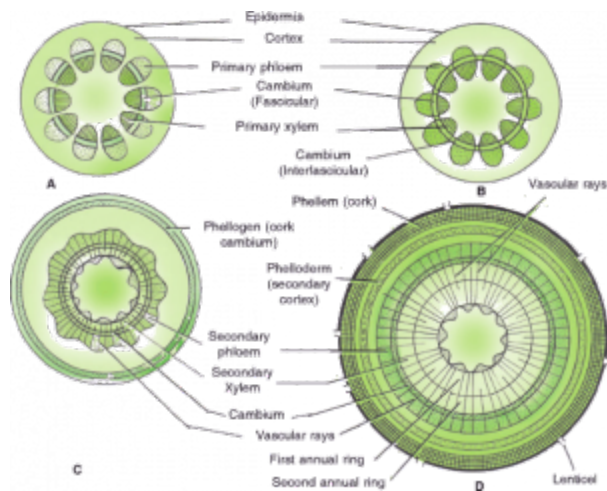 Epidermis
Cortex
Primary phloem
Cambium
(Fascicular)
Primary xylem
Cambium
(Interfascicular)
A
B
Vascular rays
Phellem (cork)
Phellogen (cork
cambium)
Phelloderm
(secondary
cortex)
Secondary
phloem
Secondary
Xylem
Cambium
Vascular rays
First annual ring
Second annual ring
Lenticel
C
D